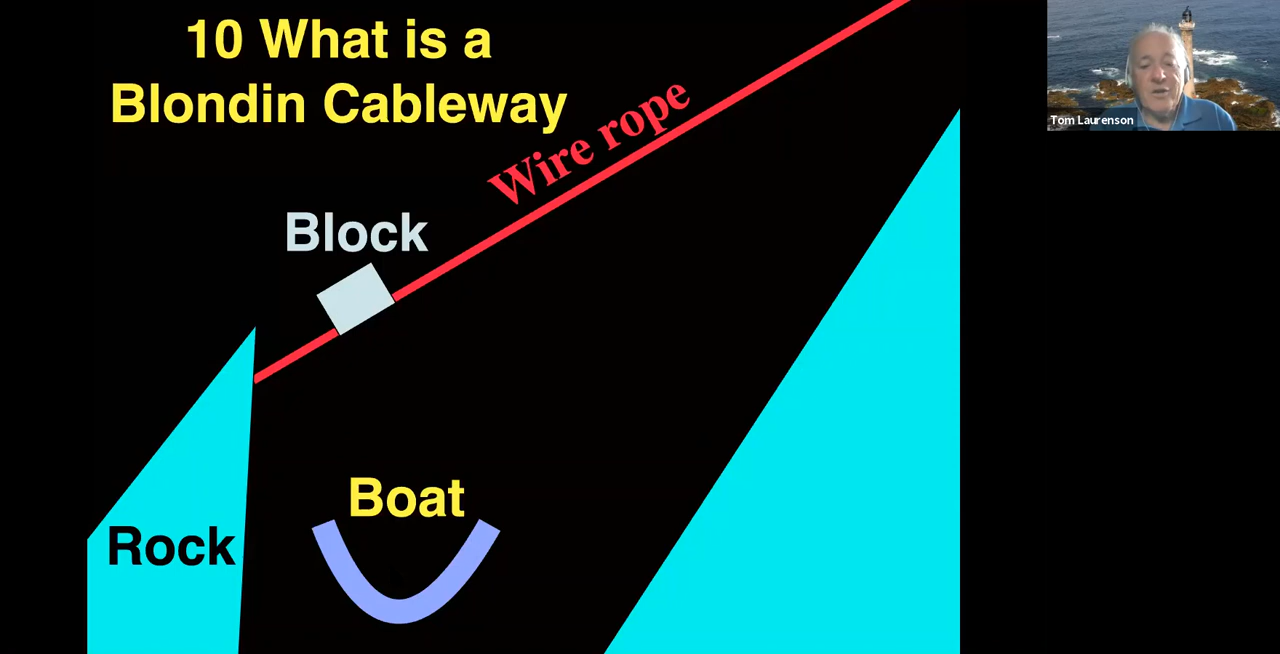 10 What is a
Blondin Cableway
Wire rope
Block
Boat
Rock
Tom Laurenson